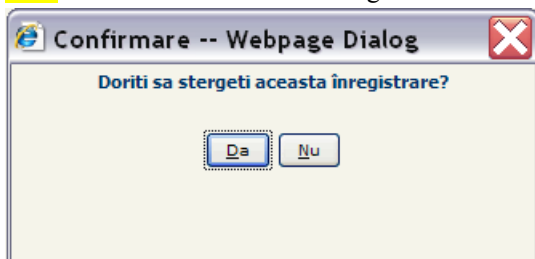 Confirmare -- Webpage Dialog
Doriti sa stergeti aceasta înregistrare?
Da Nu